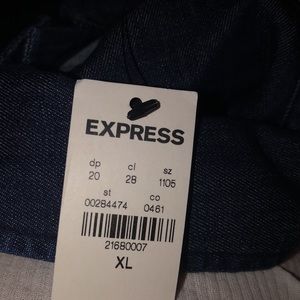 EXPRESS
dp cl sz
20 28 1105
st co
00284474 0461
21680007
XL